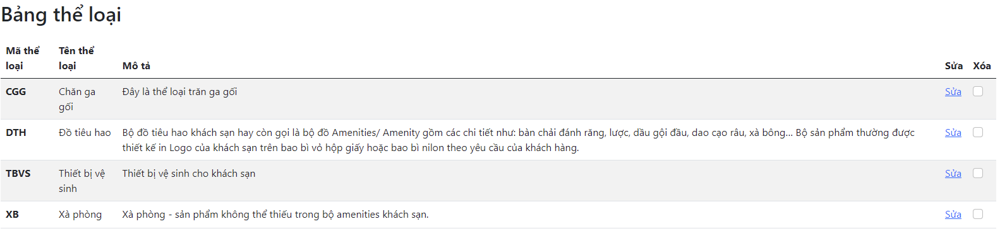 Bảng thể loại
Mã thể loại Tên thể loại Mô tả Sửa Xóa
CGG Chăn ga gối Đây là thể loại trăn ga gối Sửa
DTH Đồ tiêu hao Bộ đồ tiêu hao khách sạn hay còn gọi là bộ đồ Amenities/ Amenity gồm các chi tiết như: bàn chải đánh răng, lược, dầu gội đầu, dao cạo râu, xà bông... Bộ sản phẩm thường được Sửa
thiết kế in Logo của khách sạn trên bao bì vỏ hộp giấy hoặc bao bì nilon theo yêu cầu của khách hàng.
TBVS Thiết bị vệ sinh Thiết bị vệ sinh cho khách sạn Sửa
XB Xà phòng Xà phòng - sản phẩm không thể thiếu trong bộ amenities khách sạn. Sửa